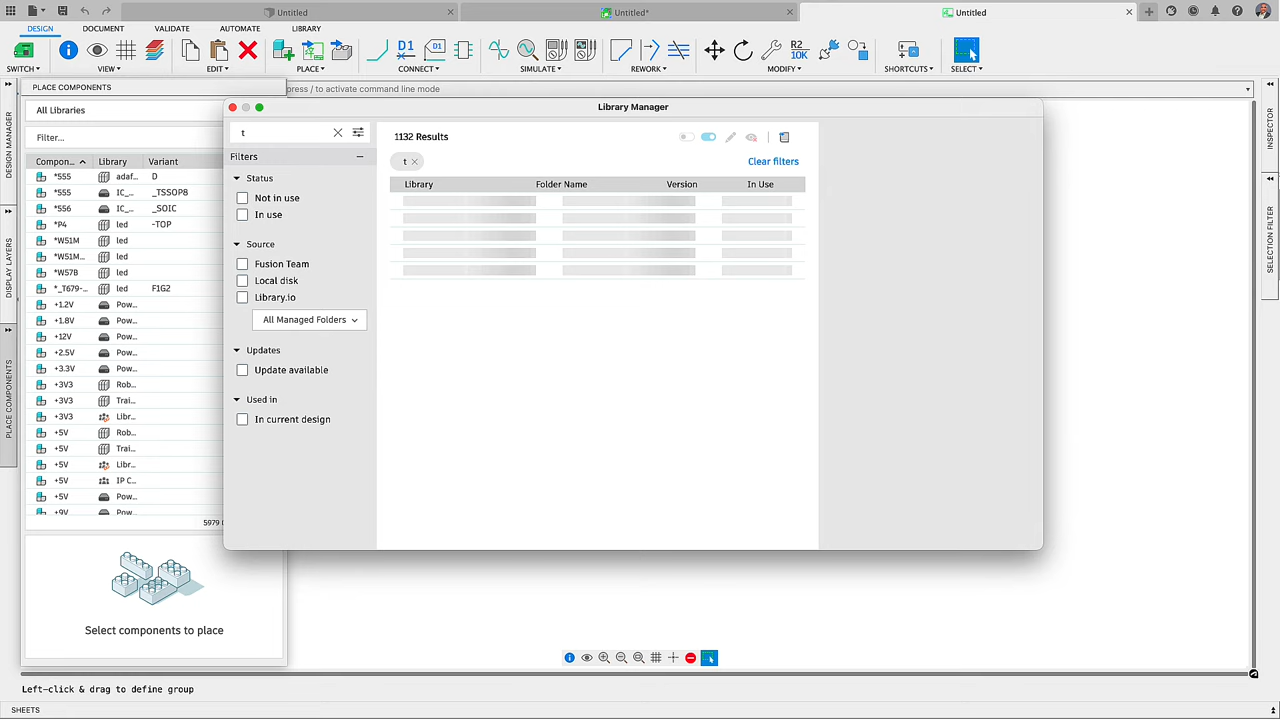 Untitled
Untitled*
Untitled
DESIGN DOCUMENT VALIDATE AUTOMATE LIBRARY
D1
R2
10K
SWITCH VIEW EDIT PLACE CONNECT SIMULATE REWORK MODIFY SHORTCUTS SELECT
PLACE COMPONENTS
press / to activate command line mode
All Libraries
Library Manager
Filter...
t
1132 Results
Filters
t
Clear filters
Compon... Library Variant
Library Folder Name Version In Use
*555 adaf... D
*555 IC_... _TSSOP8
*556 IC_... _SOIC
*P4 led -TOP
*W51M led
*W51M... led
*W57B led
*_T679-... led F1G2
+1.2V Pow...
+1.8V Pow...
+12V Pow...
+2.5V Pow...
+3.3V Pow...
+3V3 Rob...
+3V3 Trai...
+3V3 Libr...
+5V Rob...
+5V Trai...
+5V Libr...
+5V IP C...
+5V Pow...
+9V Pow...
5979
Status
Not in use
In use
Source
Fusion Team
Local disk
Library.io
All Managed Folders
Updates
Update available
Used in
In current design
Select components to place
DESIGN MANAGER
DISPLAY LAYERS
PLACE COMPONENTS
INSPECTOR
SELECTION FILTER
Left-click & drag to define group
SHEETS